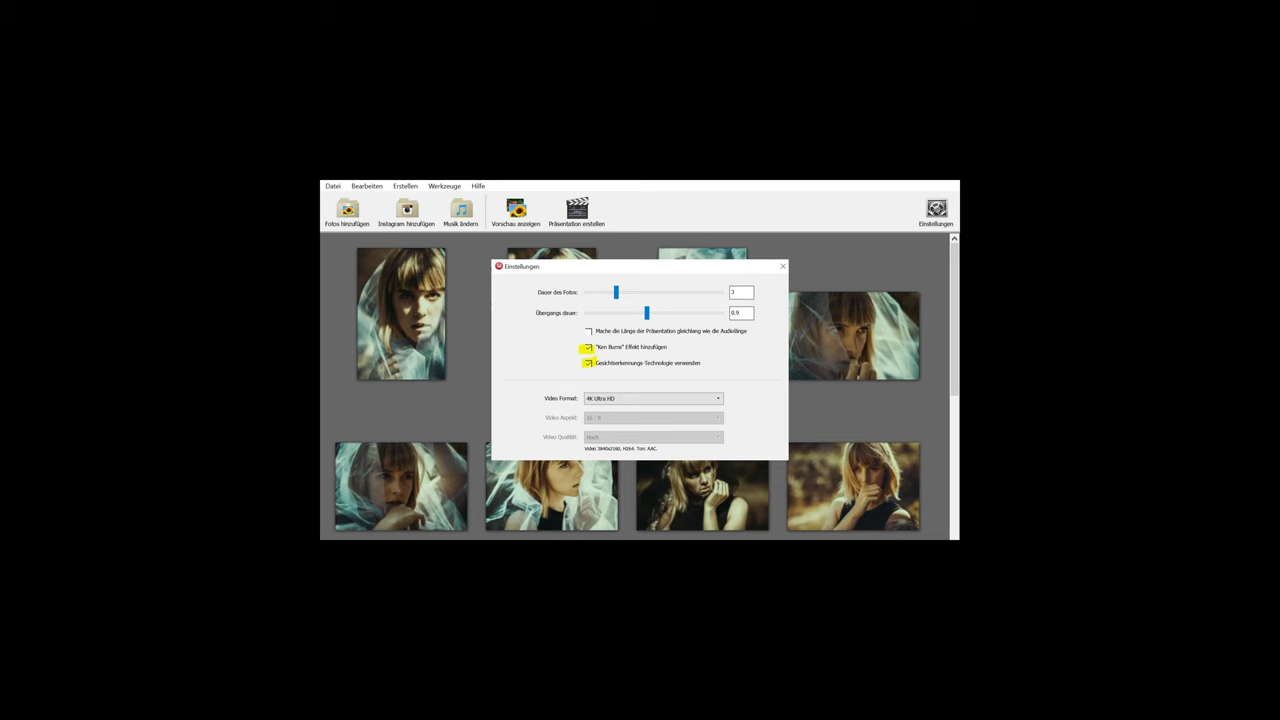 Datei Bearbeiten Erstellen Werkzeuge Hilfe
Fotos hinzufügen Instagram hinzufügen Musik ändern Vorschau anzeigen Präsentation erstellen Einstellungen
Einstellungen
Dauer des Fotos: 3
Übergangs dauer: 0.9
Mache die Länge der Präsentation gleichlang wie die Audiolänge
"Ken Burns" Effekt hinzufügen
Gesichtserkennungs-Technologie verwenden
Video Format: 4K Ultra HD
Video Aspekt: 16 : 9
Video Qualität: Hoch
Video 3840x2160, H264. Ton: AAC.